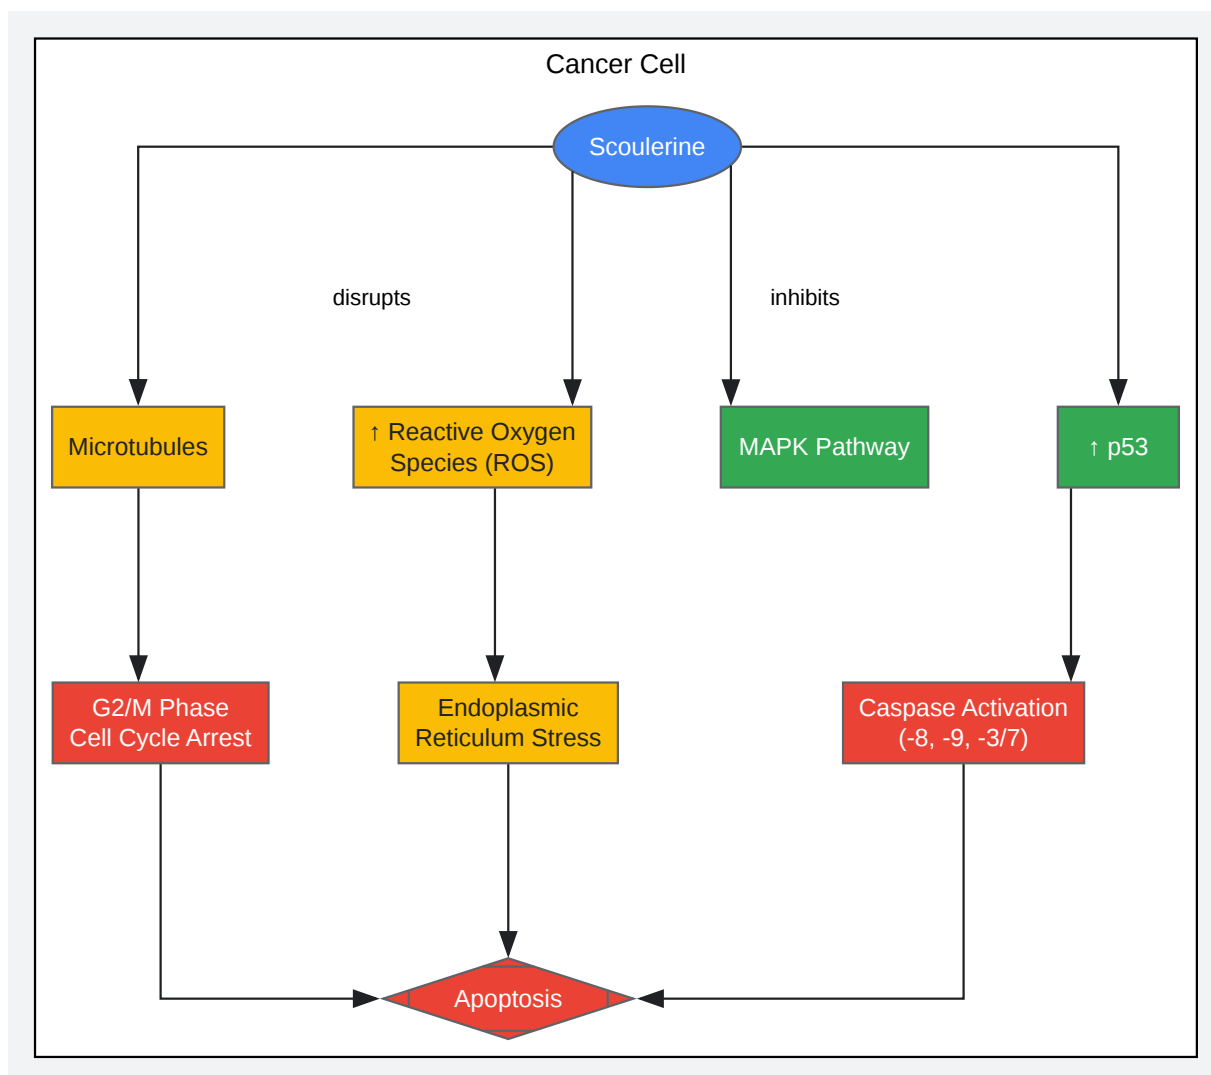 Cancer Cell
Scoulerine
disrupts
inhibits
Microtubules
↑ Reactive Oxygen
Species (ROS)
MAPK Pathway
↑ p53
G2/M Phase
Cell Cycle Arrest
Endoplasmic
Reticulum Stress
Caspase Activation
(-8, -9, -3/7)
Apoptosis